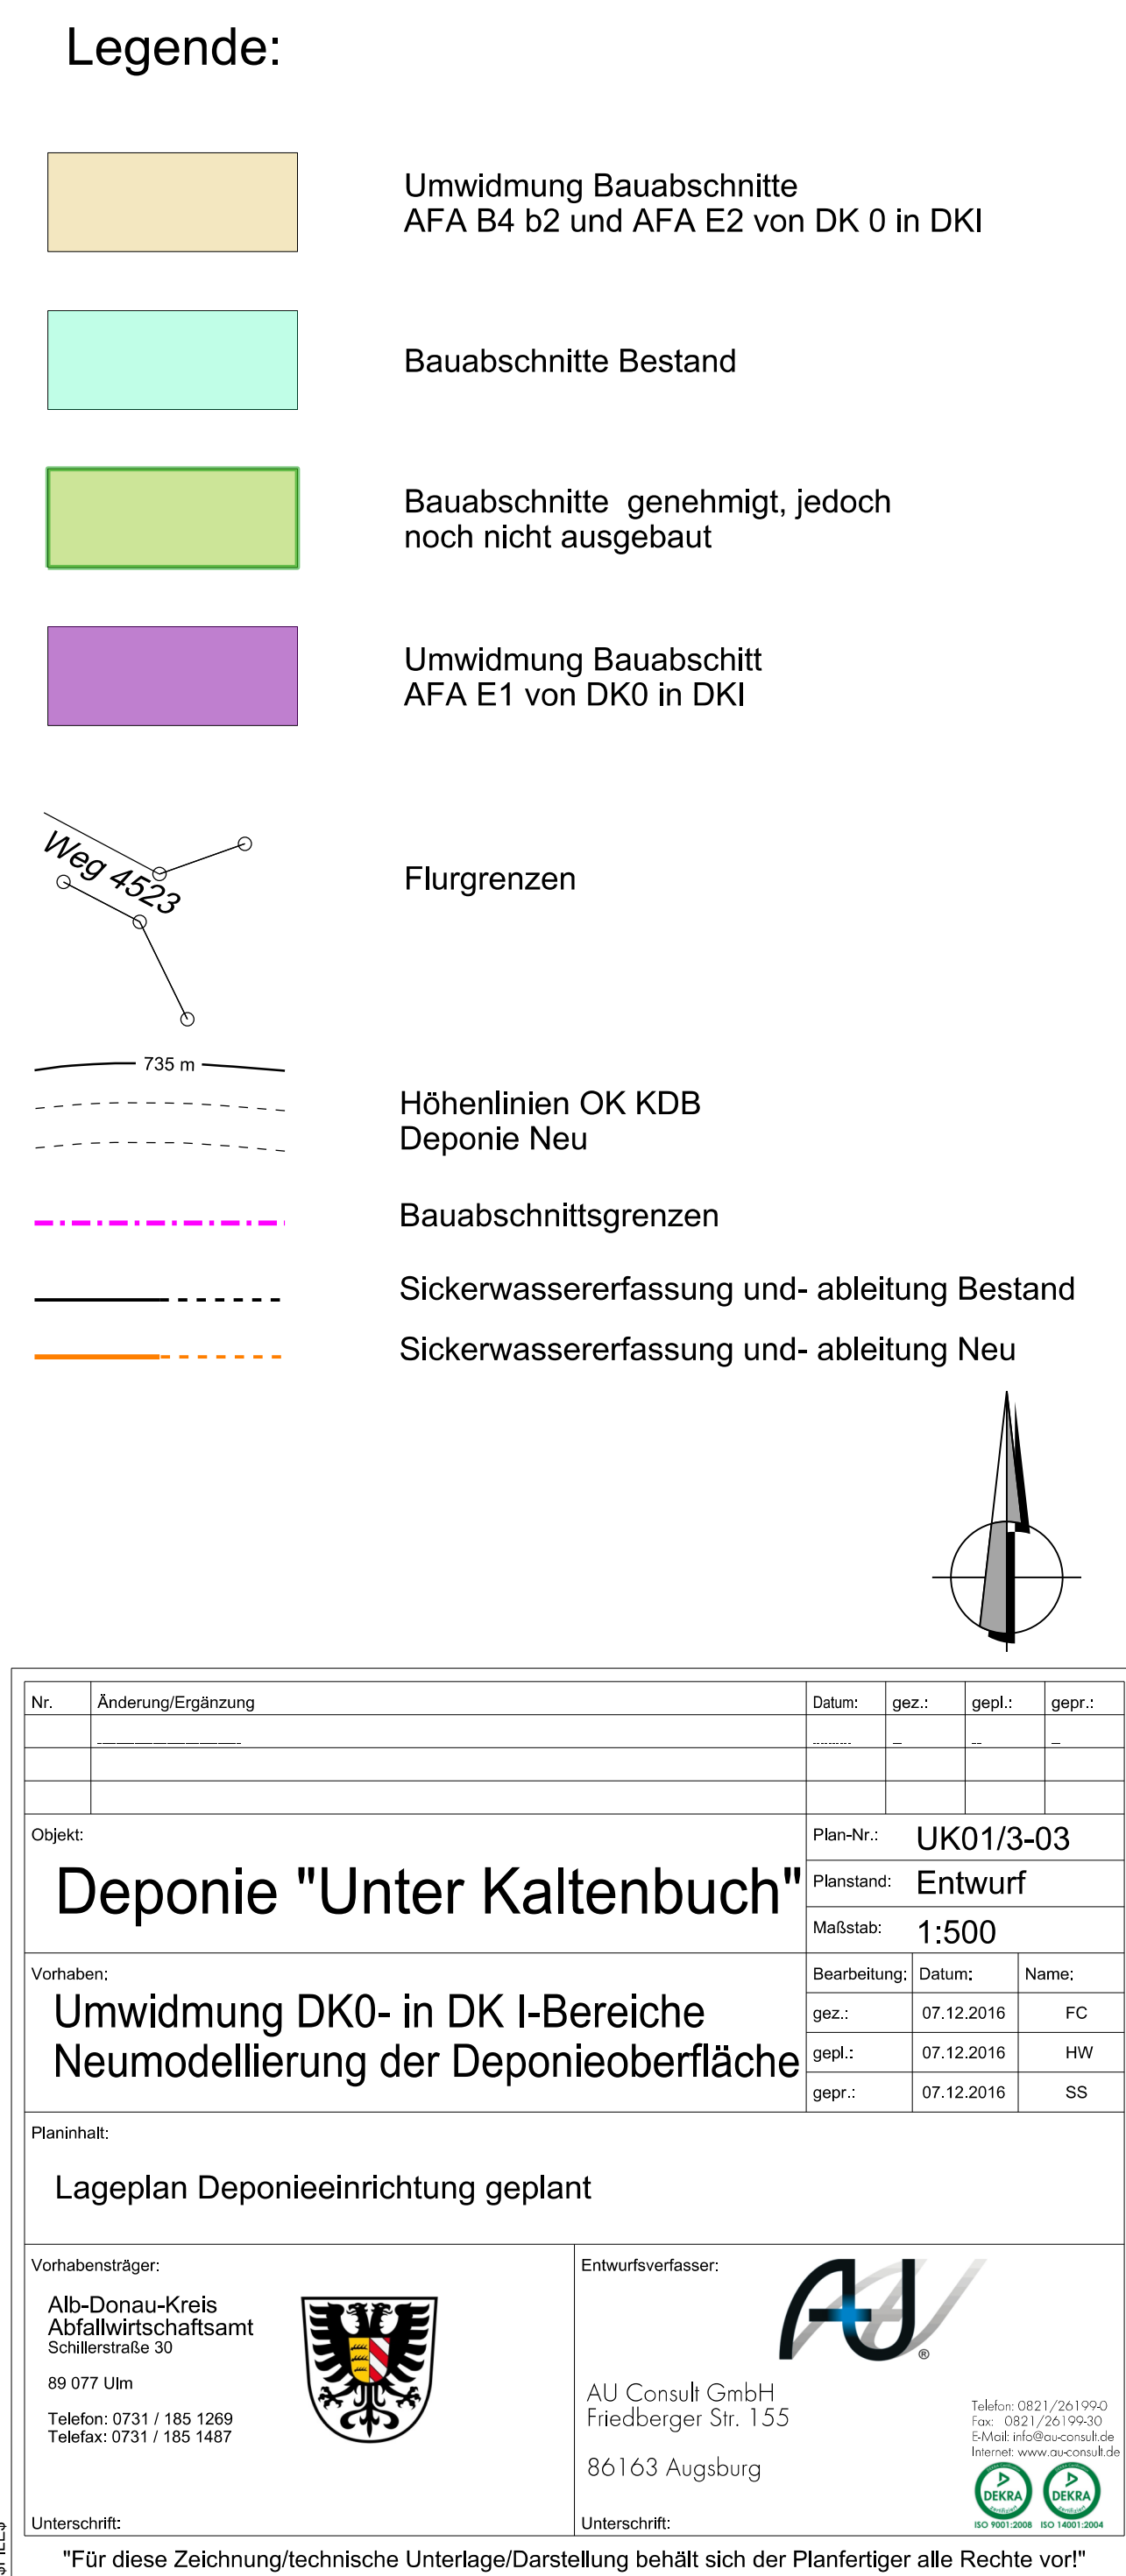 Legende:
Umwidmung Bauabschnitte
AFA B4 b2 und AFA E2 von DK 0 in DKI
Bauabschnitte Bestand
Bauabschnitte genehmigt, jedoch
noch nicht ausgebaut
Umwidmung Bauabschitt
AFA E1 von DK0 in DKI
Weg 4523
Flurgrenzen
735 m
Höhenlinien OK KDB
Deponie Neu
Bauabschnittsgrenzen
Sickerwassererfassung und- ableitung Bestand
Sickerwassererfassung und- ableitung Neu
Nr. Änderung/Ergänzung Datum: gez.: gepl.: gepr.:
Objekt:
Deponie "Unter Kaltenbuch"
Plan-Nr.: UK01/3-03
Planstand: Entwurf
Maßstab: 1:500
Vorhaben:
Umwidmung DK0- in DK I-Bereiche
Neumodellierung der Deponieoberfläche
Bearbeitung: Datum: Name:
gez.: 07.12.2016 FC
gepl.: 07.12.2016 HW
gepr.: 07.12.2016 SS
Planinhalt:
Lageplan Deponieeinrichtung geplant
Vorhabensträger:
Alb-Donau-Kreis
Abfallwirtschaftsamt
Schillerstraße 30
89 077 Ulm
Telefon: 0731 / 185 1269
Telefax: 0731 / 185 1487
Unterschrift:
Entwurfsverfasser:
AU
®
AU Consult GmbH
Friedberger Str. 155
86163 Augsburg
Telefon: 0821/26199-0
Fax: 0821/26199-30
E-Mail: info@au-consult.de
Internet: www.au-consult.de
DEKRA DEKRA
ISO 9001:2008 ISO 14001:2004
Unterschrift:
"Für diese Zeichnung/technische Unterlage/Darstellung behält sich der Planfertiger alle Rechte vor!"